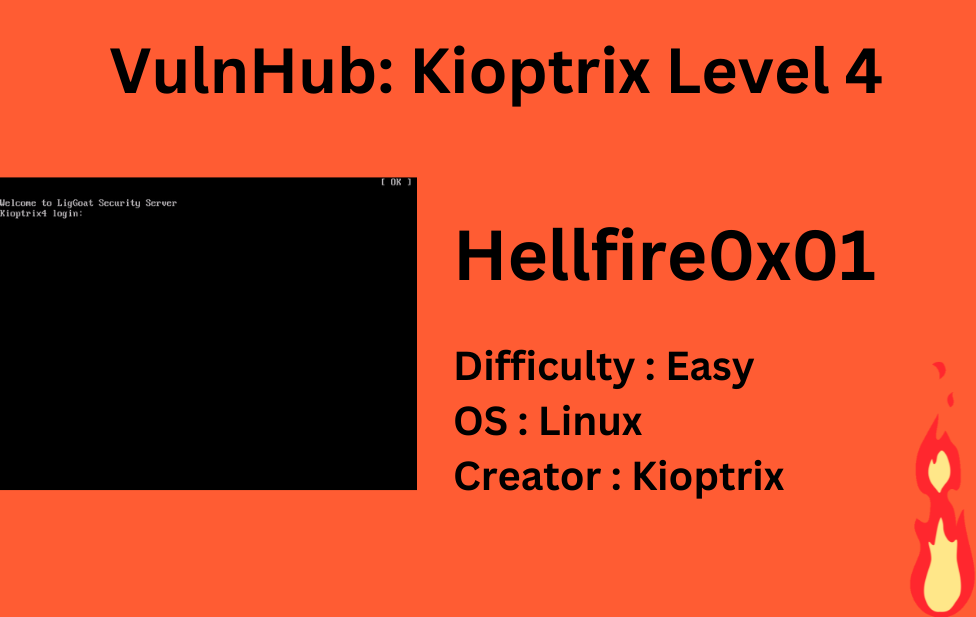 VulnHub: Kioptrix Level 4
[ OK ]
Welcome to LigGoat Security Server
Kioptrix4 login:
Hellfire0x01
Difficulty : Easy
OS : Linux
Creator : Kioptrix